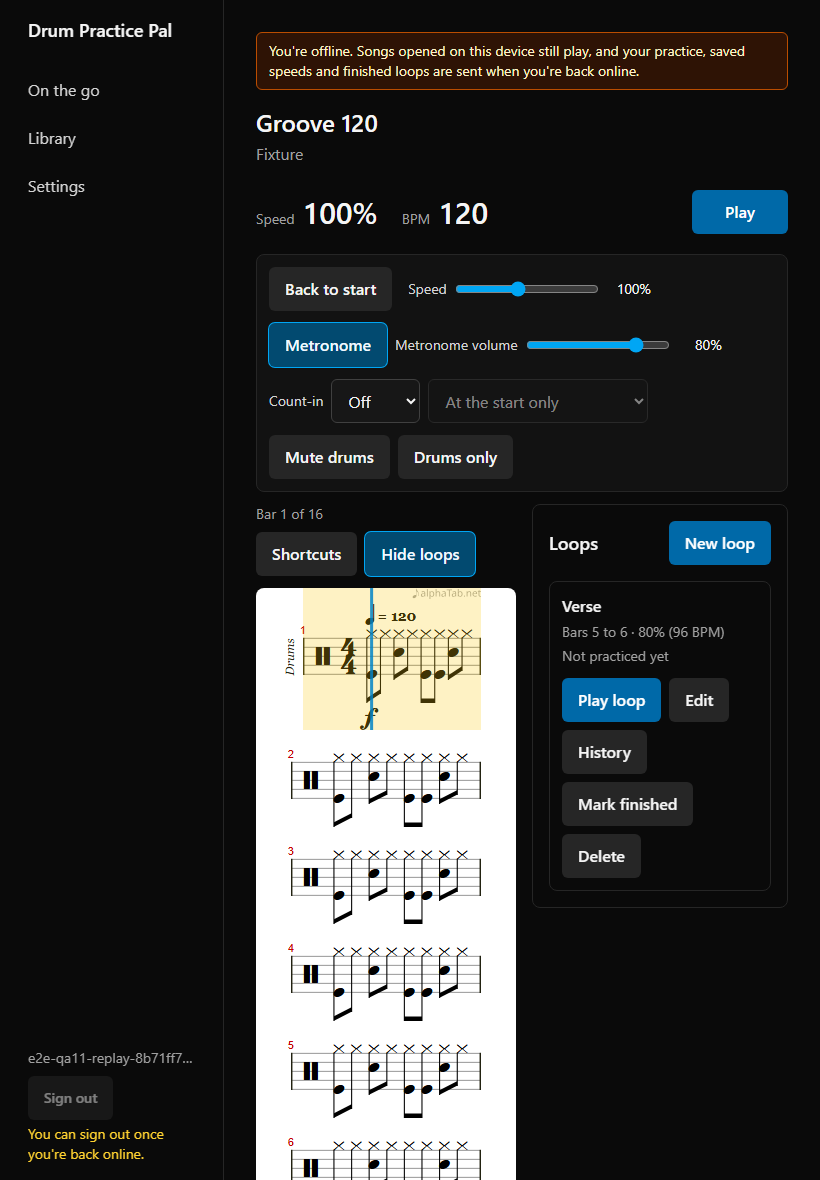 Drum Practice Pal
On the go
Library
Settings
You're offline. Songs opened on this device still play, and your practice, saved
speeds and finished loops are sent when you're back online.
Groove 120
Fixture
Speed 100% BPM 120
Play
Back to start Speed 100%
Metronome Metronome volume 80%
Count-in Off At the start only
Mute drums Drums only
Bar 1 of 16
Shortcuts Hide loops
alphaTab.net
= 120
1
Drums
4
4
f
2
3
4
5
6
Loops New loop
Verse
Bars 5 to 6 · 80% (96 BPM)
Not practiced yet
Play loop Edit
History
Mark finished
Delete
e2e-qa11-replay-8b71ff7...
Sign out
You can sign out once
you're back online.